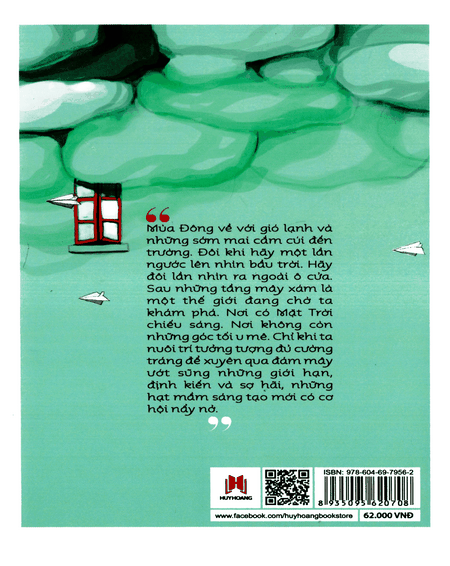 “
Mùa Đông về với gió lạnh và
những sớm mai cắm cúi đến
trường. Đôi khi hãy một lần
ngước lên nhìn bầu trời. Hãy
đôi lần nhìn ra ngoài ô cửa.
Sau những tầng mây xám là
một thế giới đang chờ ta
khám phá. Nơi có Mặt Trời
chiếu sáng. Nơi không còn
những góc tối u mê. Chỉ khi ta
nuôi trí tưởng tượng đủ cường
tráng để xuyên qua đám mây
ướt sũng những giới hạn,
định kiến và sợ hãi, những
hạt mầm sáng tạo mới có cơ
hội nẩy nở.
”
ISBN: 978-604-69-7956-2
HUYHOANG
8 935095 620708
www.facebook.com/huyhoangbookstore
62.000 VNĐ